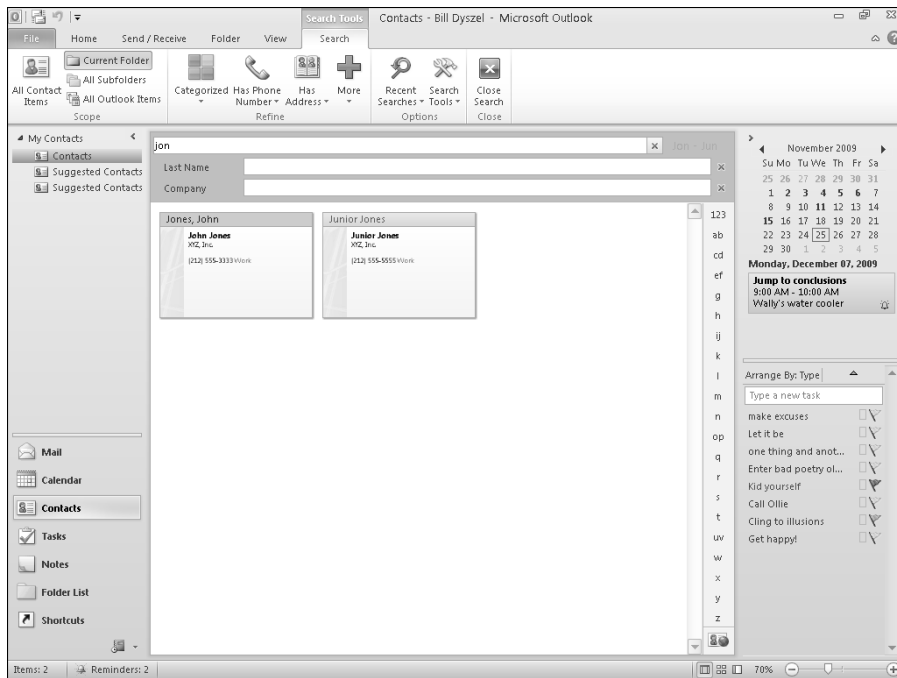 Search Tools
Contacts - Bill Dyszel - Microsoft Outlook
File Home Send / Receive Folder View Search
All Contact Items
Current Folder
All Subfolders
All Outlook Items
Scope
Categorized
Has Phone Number
Has Address
More
Refine
Recent Searches
Search Tools
Options
Close Search
Close
My Contacts
Contacts
Suggested Contacts
Suggested Contacts
Mail
Calendar
Contacts
Tasks
Notes
Folder List
Shortcuts
jon
Jon - Jun
Last Name
Company
Jones, John
John Jones
XYZ, Inc.
(212) 555-3333 Work
Junior Jones
Junior Jones
XYZ, Inc.
(212) 555-5555 Work
123
ab
cd
ef
g
h
ij
k
l
m
n
op
q
r
s
t
uv
w
x
y
z
November 2009
Su Mo Tu We Th Fr Sa
25 26 27 28 29 30 31
1 2 3 4 5 6 7
8 9 10 11 12 13 14
15 16 17 18 19 20 21
22 23 24 25 26 27 28
29 30 1 2 3 4 5
Monday, December 07, 2009
Jump to conclusions
9:00 AM - 10:00 AM
Wally's water cooler
Arrange By: Type
Type a new task
make excuses
Let it be
one thing and anot...
Enter bad poetry ol...
Kid yourself
Call Ollie
Cling to illusions
Get happy!
Items: 2
Reminders: 2
70%